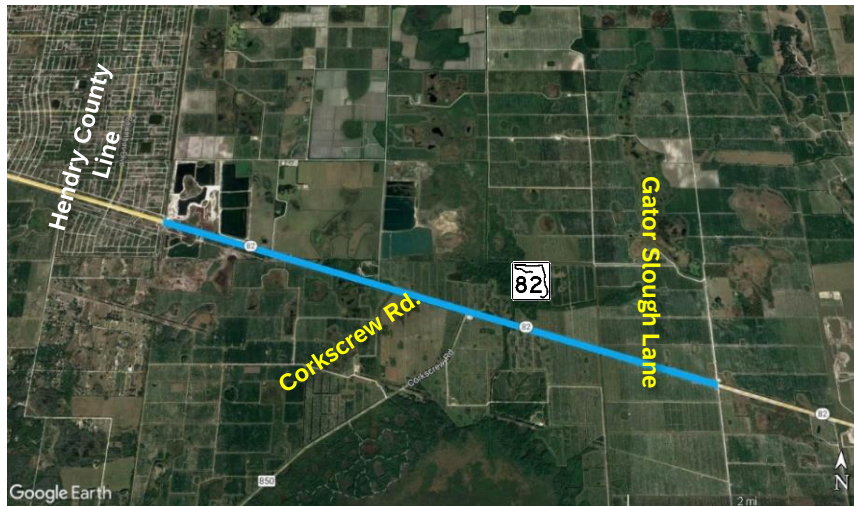 Hendry County
Line
82
82
Gator Slough Lane
Corkscrew Rd.
82
Corkscrew Rd
82
850
Google Earth
2 mi
N